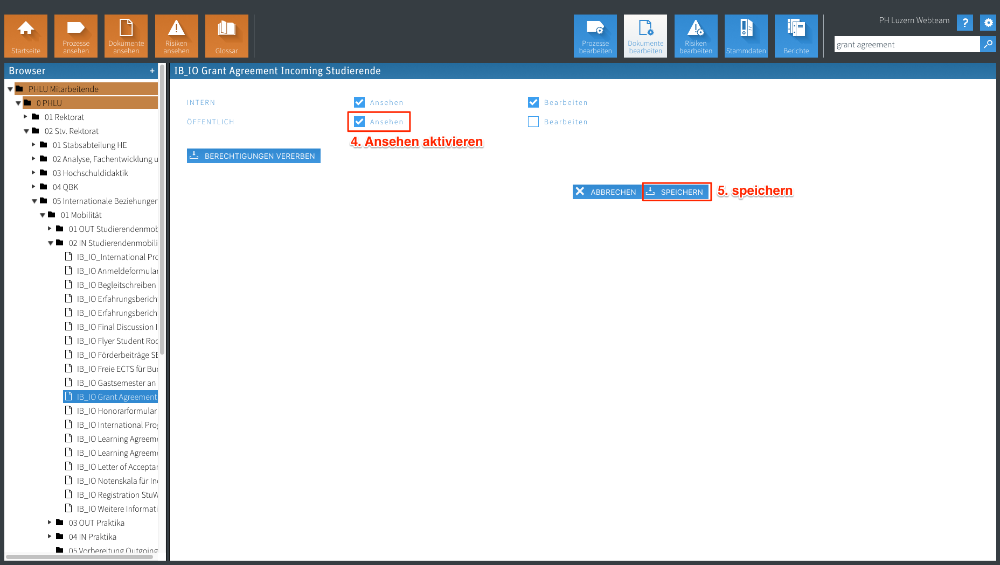 Startseite
Prozesse
ansehen
Dokumente
ansehen
Risiken
ansehen
Glossar
Prozesse
bearbeiten
Dokumente
bearbeiten
Risiken
bearbeiten
Stammdaten
Berichte
PH Luzern Webteam
?
grant agreement
Browser +
PHLU Mitarbeitende
0 PHLU
01 Rektorat
02 Stv. Rektorat
01 Stabsabteilung HE
02 Analyse, Fachentwicklung u
03 Hochschuldidaktik
04 QBK
05 Internationale Beziehungen
01 Mobilität
01 OUT Studierendenmob
02 IN Studierendenmobili
IB_IO_International Pro
IB_IO Anmeldeformular
IB_IO Begleitschreiben
IB_IO Erfahrungsberich
IB_IO Erfahrungsberich
IB_IO Final Discussion I
IB_IO Flyer Student Roo
IB_IO Förderbeiträge SE
IB_IO Freie ECTS für Bud
IB_IO Gastsemester an
IB_IO Grant Agreement
IB_IO Honorarformular
IB_IO International Prog
IB_IO Learning Agreeme
IB_IO Learning Agreeme
IB_IO Letter of Acceptan
IB_IO Notenskala für Inc
IB_IO Registration StuW
IB_IO Weitere Informati
03 OUT Praktika
04 IN Praktika
05 Vorbereitung Outgoing
IB_IO Grant Agreement Incoming Studierende
INTERN Ansehen Bearbeiten
ÖFFENTLICH Ansehen Bearbeiten
4. Ansehen aktivieren
BERECHTIGUNGEN VERERBEN
ABBRECHEN SPEICHERN 5. speichern